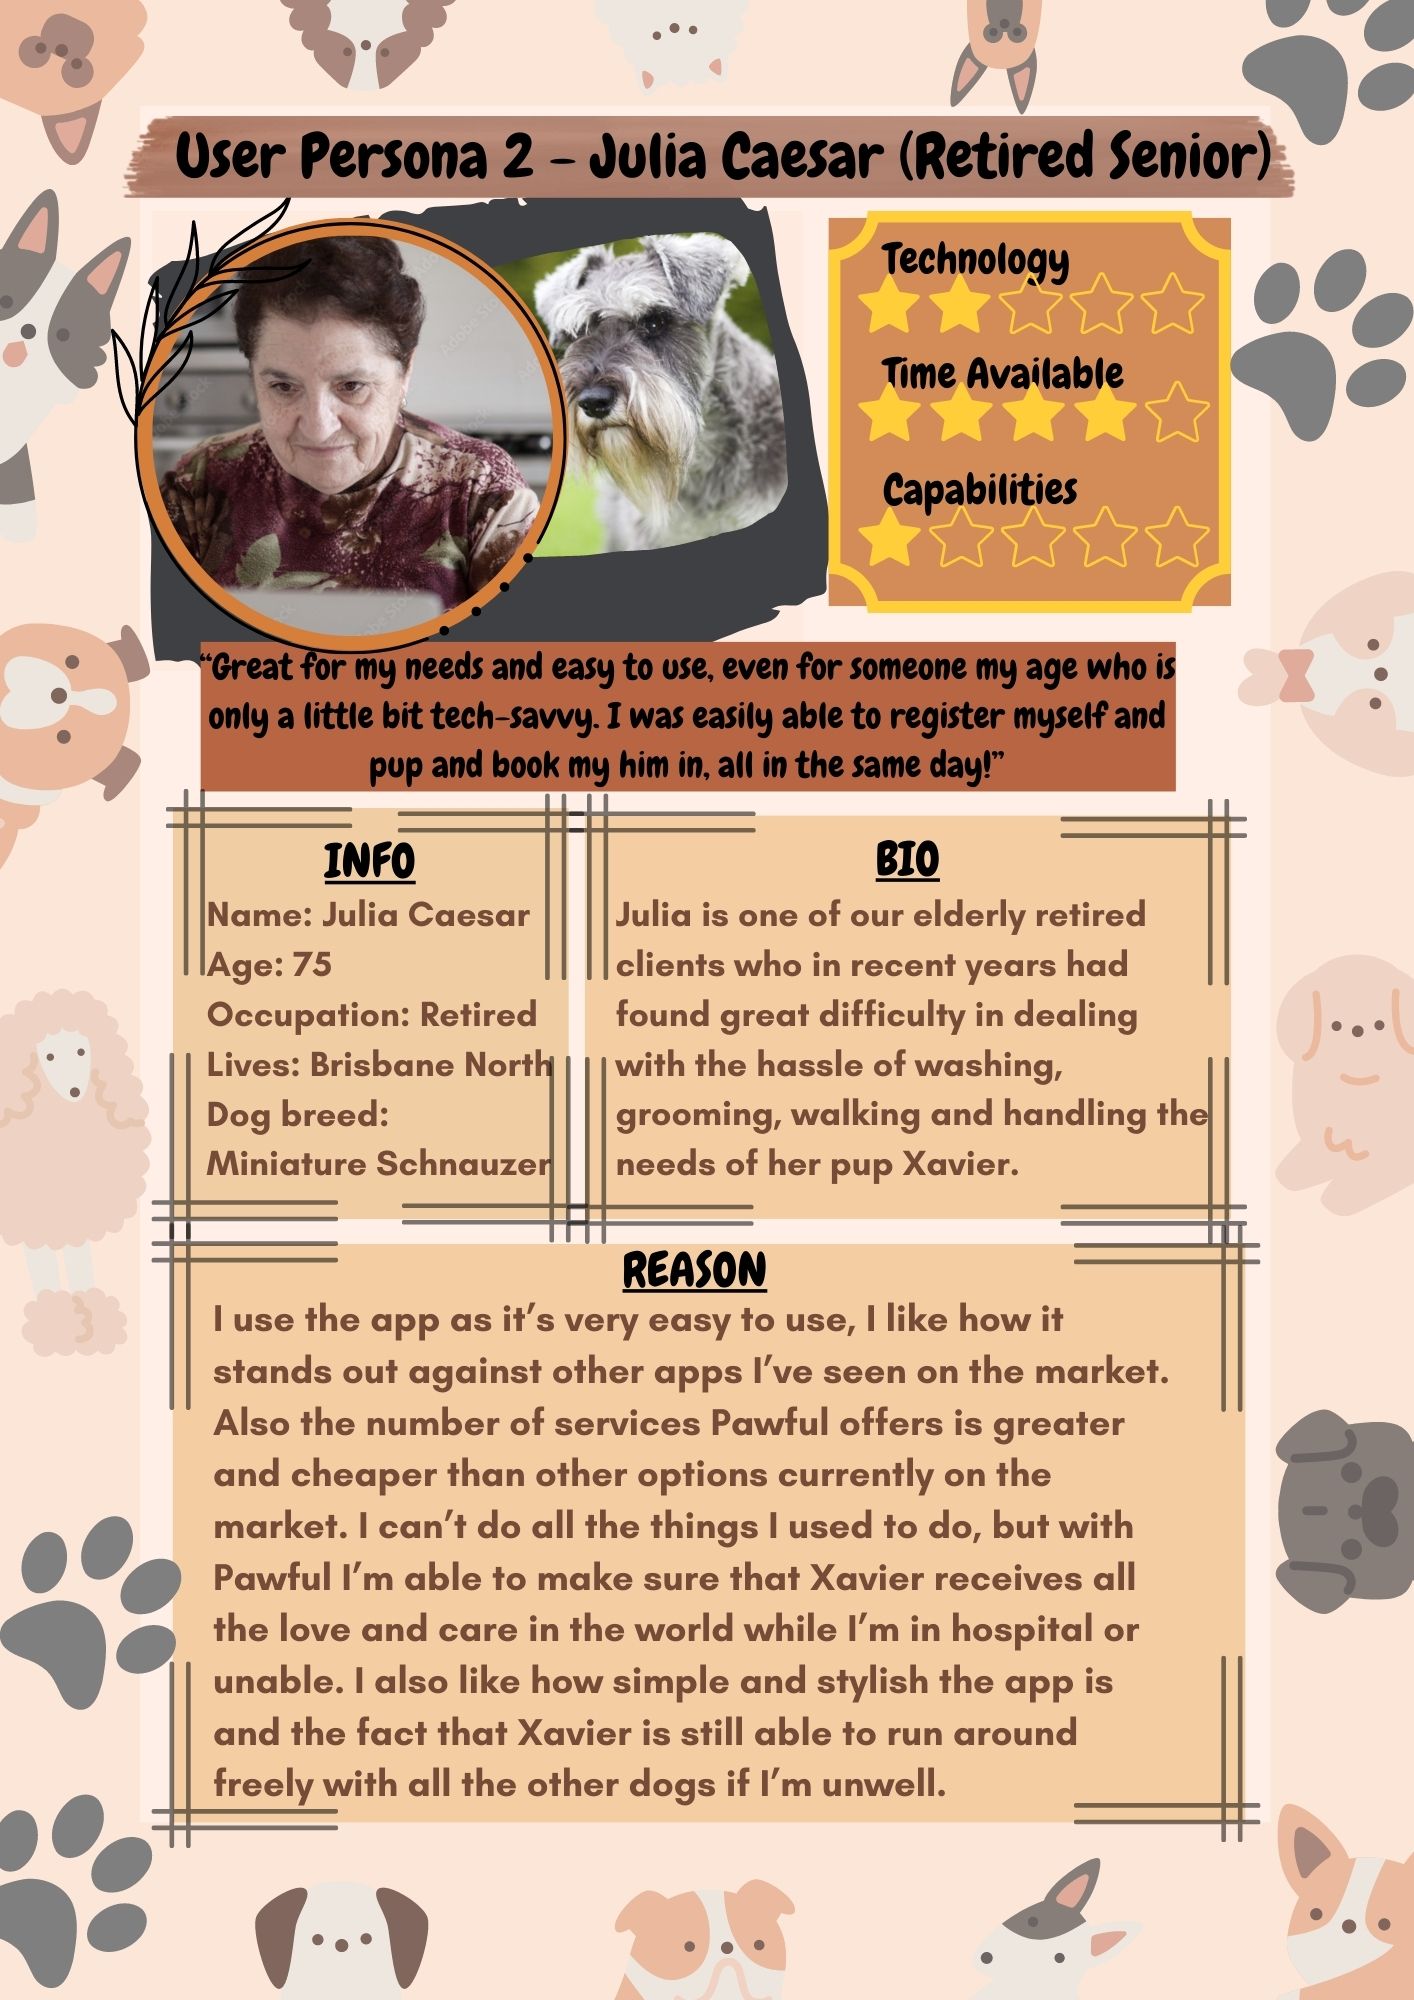 User Persona 2 - Julia Caesar (Retired Senior)
Technology
Time Available
Capabilities
Adobe Stock
“Great for my needs and easy to use, even for someone my age who is
only a little bit tech-savvy. I was easily able to register myself and
pup and book my him in, all in the same day!”
INFO
Name: Julia Caesar
Age: 75
Occupation: Retired
Lives: Brisbane North
Dog breed:
Miniature Schnauzer
BIO
Julia is one of our elderly retired
clients who in recent years had
found great difficulty in dealing
with the hassle of washing,
grooming, walking and handling the
needs of her pup Xavier.
REASON
I use the app as it’s very easy to use, I like how it
stands out against other apps I’ve seen on the market.
Also the number of services Pawful offers is greater
and cheaper than other options currently on the
market. I can’t do all the things I used to do, but with
Pawful I’m able to make sure that Xavier receives all
the love and care in the world while I’m in hospital or
unable. I also like how simple and stylish the app is
and the fact that Xavier is still able to run around
freely with all the other dogs if I’m unwell.